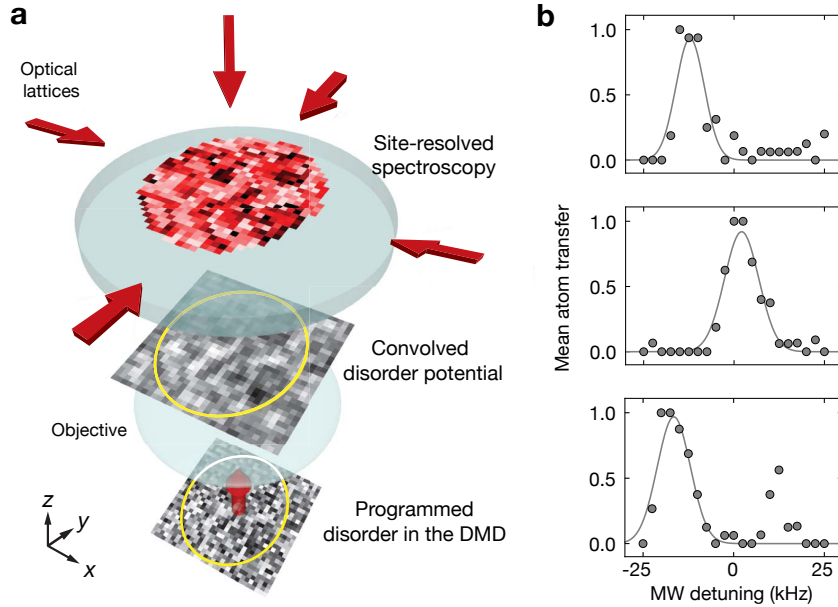 a
Optical
lattices
Site-resolved
spectroscopy
Convolved
disorder potential
Objective
Programmed
disorder in the DMD
z
y
x
b
Mean atom transfer
1.0
0.5
0.0
1.0
0.5
0.0
1.0
0.5
0.0
-25
0
25
MW detuning (kHz)